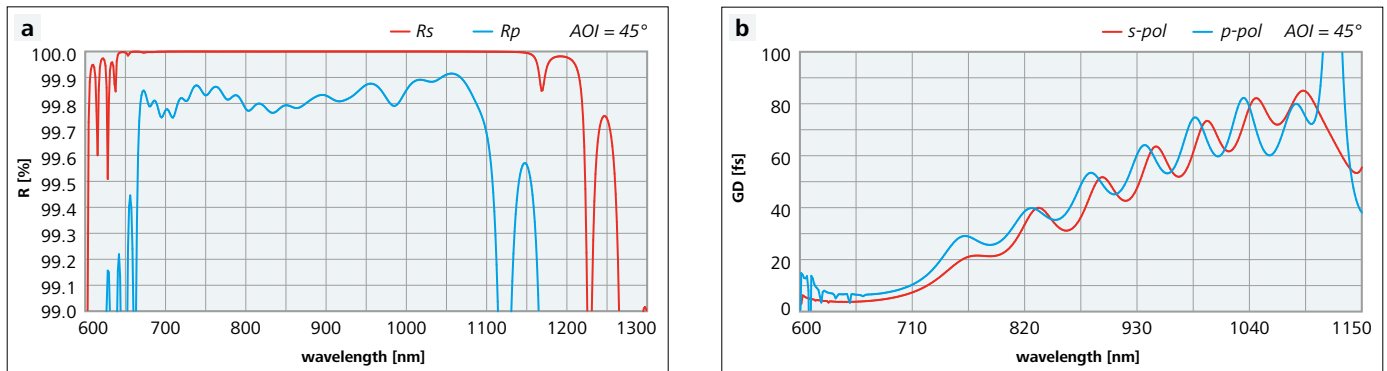 a
Rs Rp AOI = 45°
100.0
99.9
99.8
99.7
99.6
99.5
99.4
99.3
99.2
99.1
99.0
R [%]
600 700 800 900 1000 1100 1200 1300
wavelength [nm]
b
s-pol p-pol AOI = 45°
100
80
60
40
20
0
GD [fs]
600 710 820 930 1040 1150
wavelength [nm]